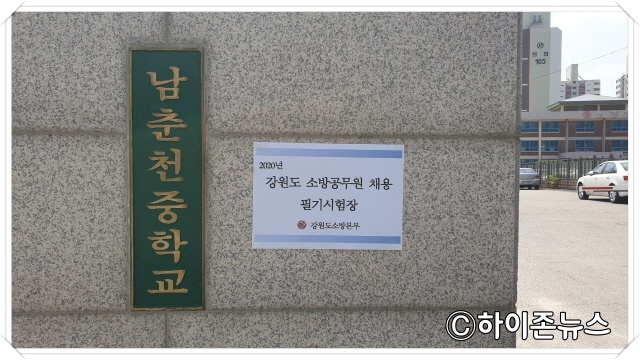 남춘천중학교
2020년
강원도 소방공무원 채용
필기시험장
강원도소방본부
105
ⓒ하이존뉴스